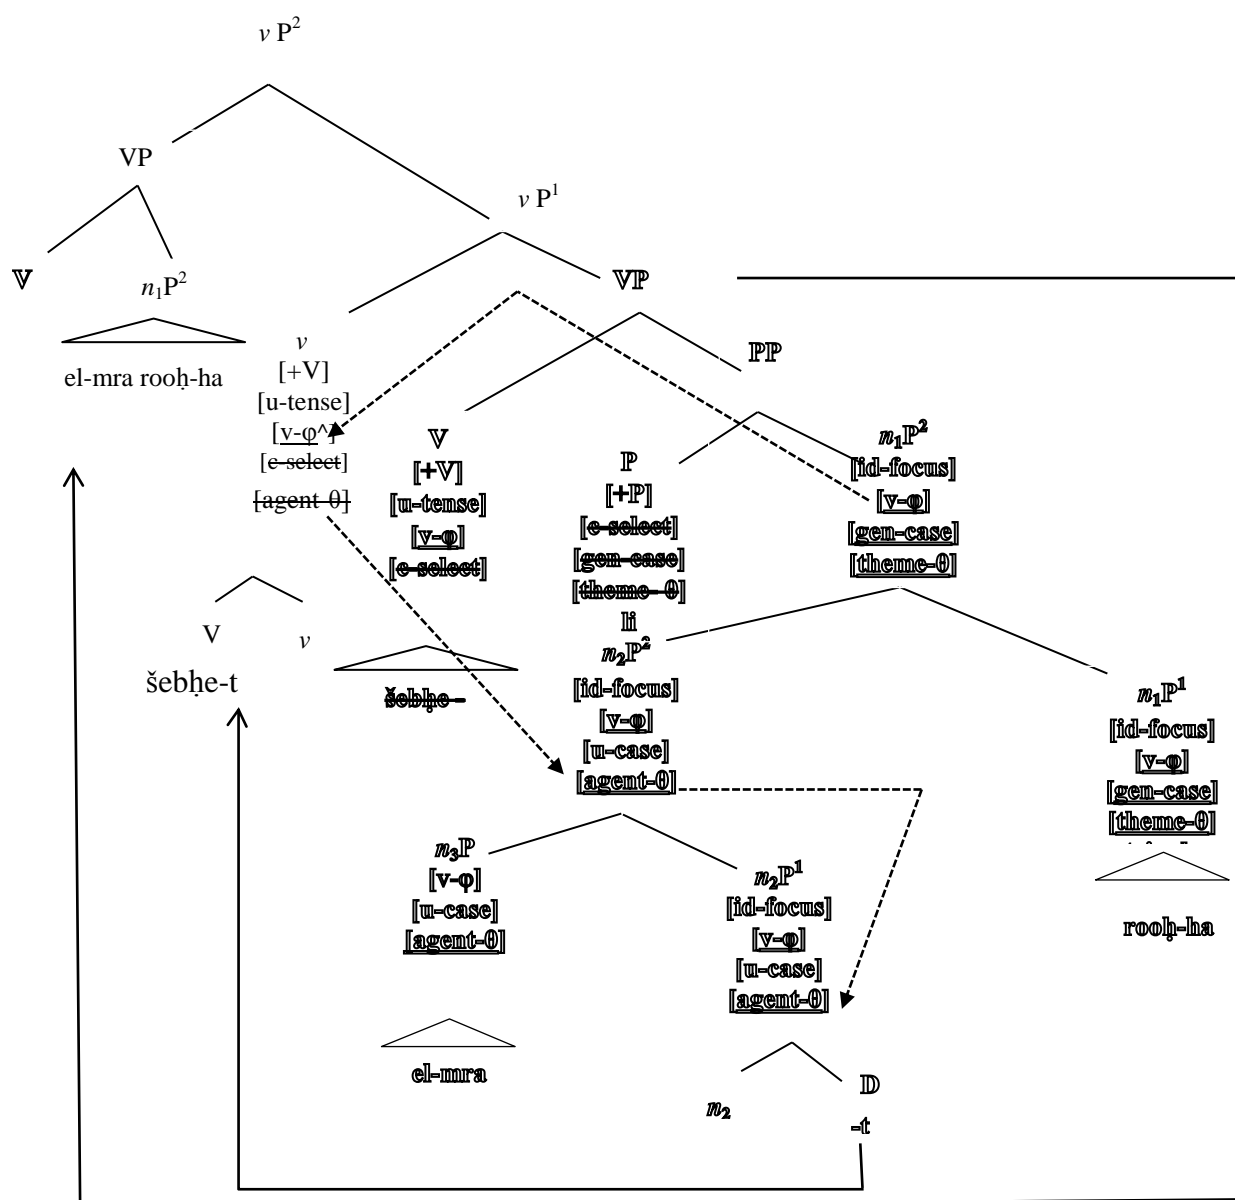 v P²
VP
v P¹
V
n₁P²
VP
el-mra rooḥ-ha
v
[+V]
[u-tense]
[v-φ^]
[c-select]
[agent-θ]
PP
V
[+V]
[u-tense]
[v-φ]
[c-select]
P
[+P]
[c-select]
[gen-case]
[theme- θ]
li
n₁P²
[id-focus]
[v-φ]
[gen-case]
[theme-θ]
V
v
šebḥe-t
šebḥe –
n₂P²
[id-focus]
[v-φ]
[u-case]
[agent-θ]
n₁P¹
[id-focus]
[v-φ]
[gen-case]
[theme-θ]
rooḥ-ha
n₃P
[v-φ]
[u-case]
[agent-θ]
el-mra
n₂P¹
[id-focus]
[v-φ]
[u-case]
[agent-θ]
n₂
D
-t